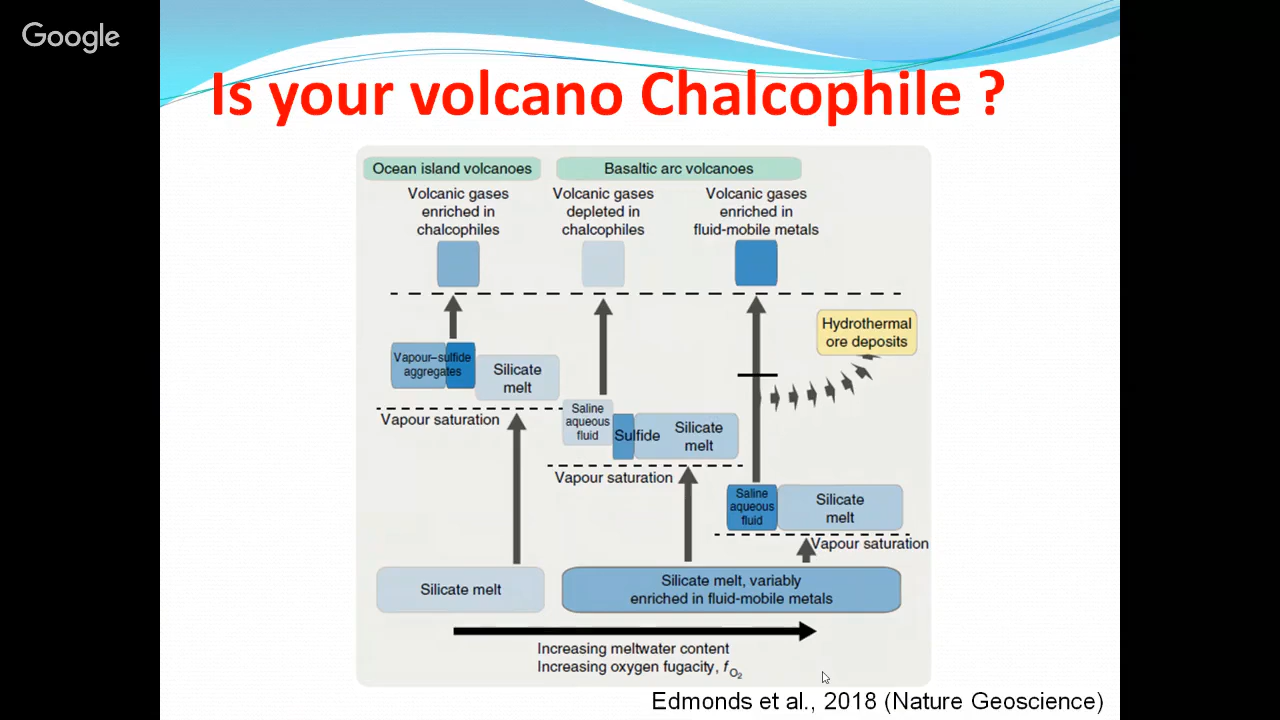 Google
Is your volcano Chalcophile ?
Ocean island volcanoes
Basaltic arc volcanoes
Volcanic gases
enriched in
chalcophiles
Volcanic gases
depleted in
chalcophiles
Volcanic gases
enriched in
fluid-mobile metals
Hydrothermal
ore deposits
Vapour–sulfide
aggregates
Silicate
melt
Vapour saturation
Saline
aqueous
fluid
Sulfide
Silicate
melt
Vapour saturation
Saline
aqueous
fluid
Silicate
melt
Vapour saturation
Silicate melt
Silicate melt, variably
enriched in fluid-mobile metals
Increasing meltwater content
Increasing oxygen fugacity, fO2
Edmonds et al., 2018 (Nature Geoscience)